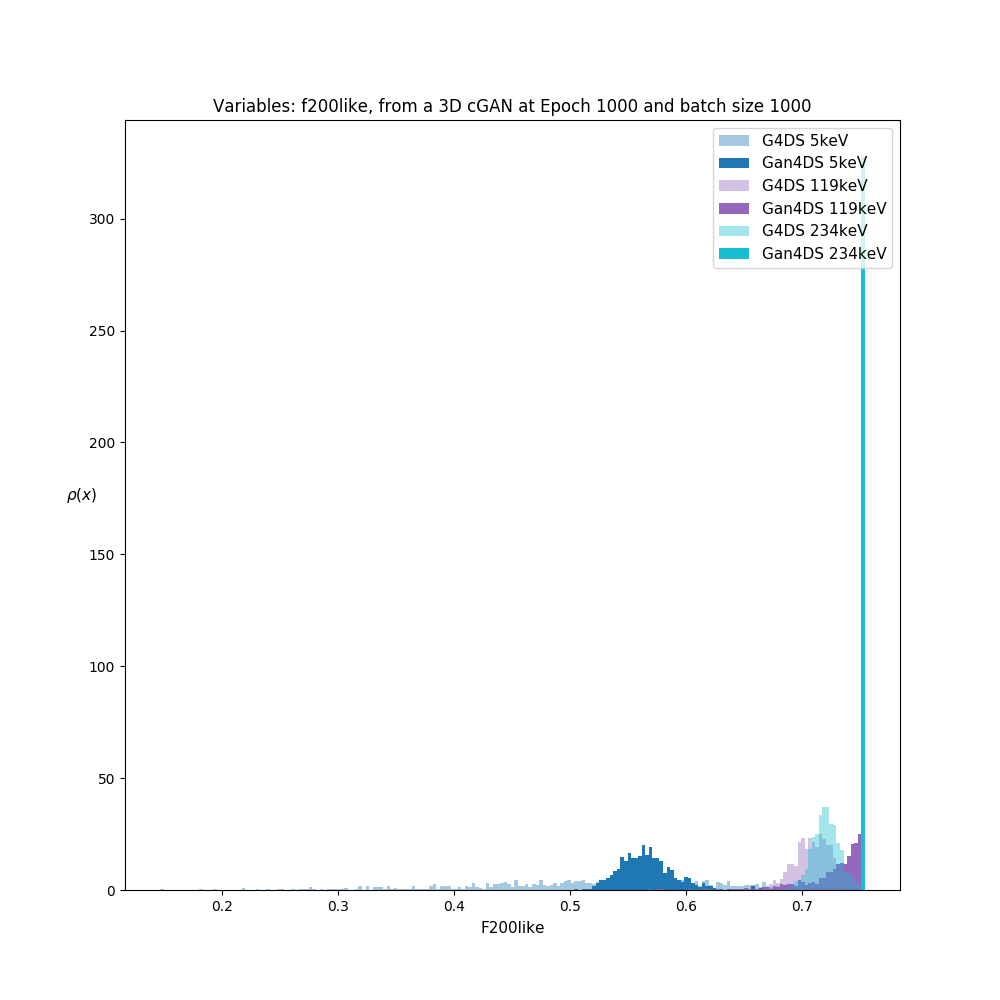 Variables: f200like, from a 3D cGAN at Epoch 1000 and batch size 1000
G4DS 5keV
Gan4DS 5keV
G4DS 119keV
Gan4DS 119keV
G4DS 234keV
Gan4DS 234keV
300
250
200
150
100
50
0
ρ(x)
0.2 0.3 0.4 0.5 0.6 0.7
F200like